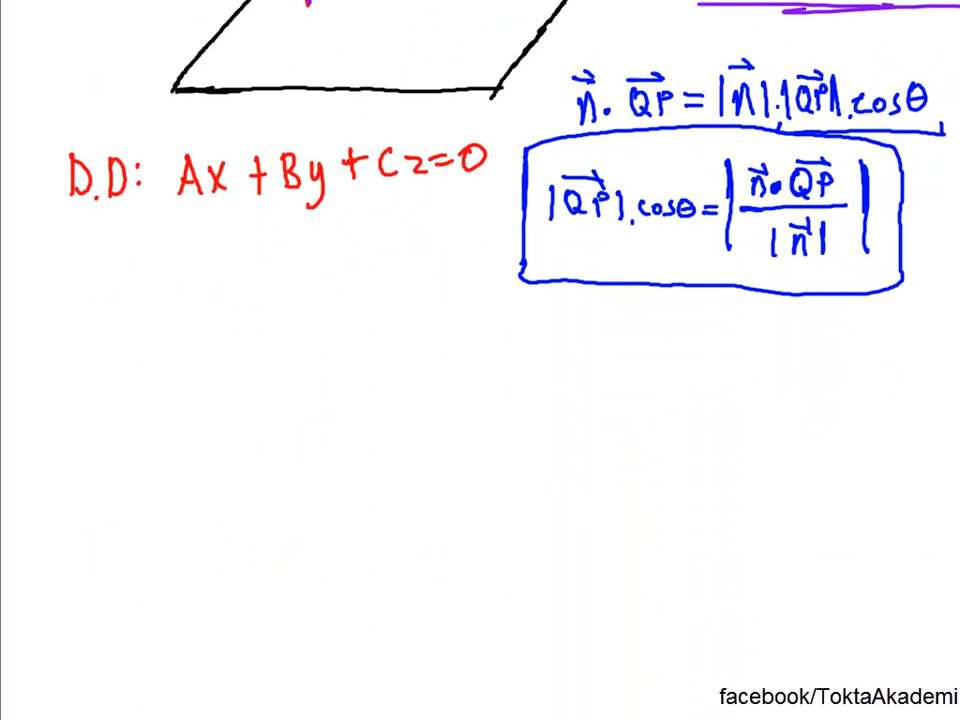 n⃗ . QP⃗ = |n⃗| . |QP⃗| . cosθ
D.D: Ax + By + Cz = 0
|QP⃗| . cosθ = | n⃗ . QP⃗ / |n⃗| |
facebook/ToktaAkademi